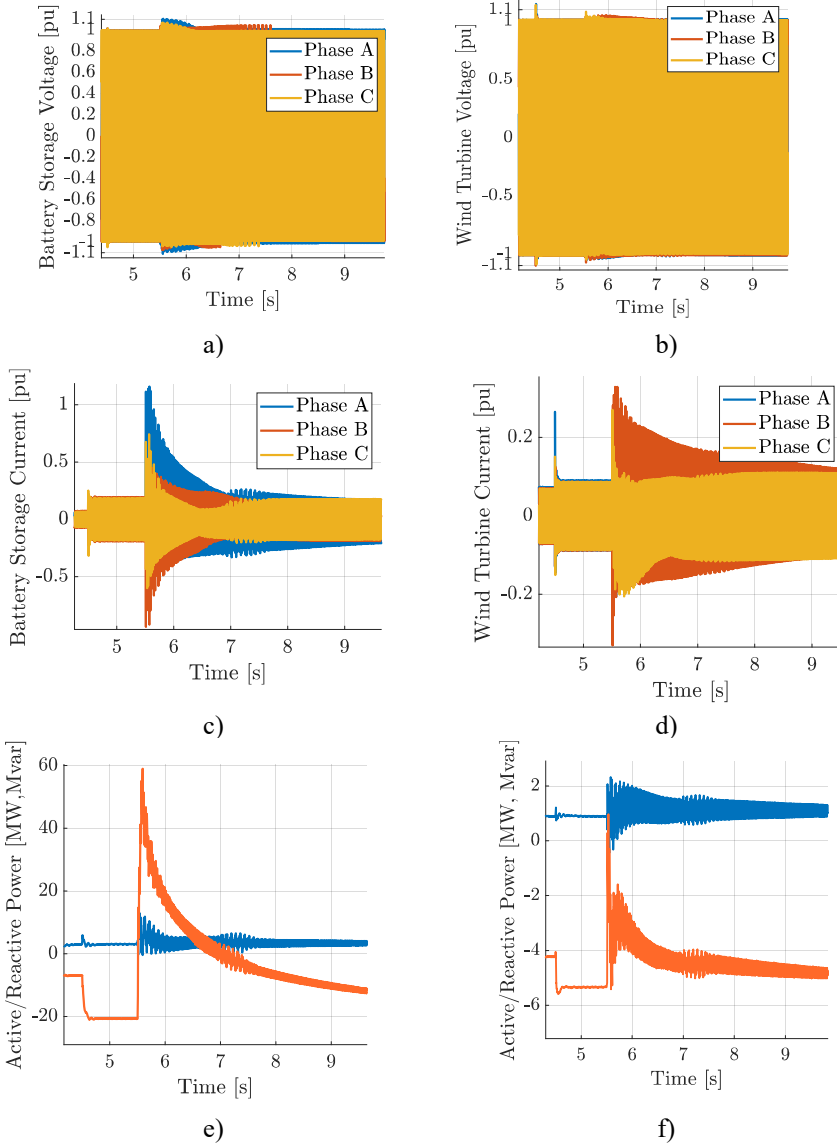 Battery Storage Voltage [pu]
1.1
1
0.8
0.6
0.4
0.2
0
-0.2
-0.4
-0.6
-0.8
-1
-1.1
Phase A
Phase B
Phase C
5 6 7 8 9
Time [s]
a)
Wind Turbine Voltage [pu]
1.1
1
0.5
0
-0.5
-1
-1.1
Phase A
Phase B
Phase C
5 6 7 8 9
Time [s]
b)
Battery Storage Current [pu]
1
0.5
0
-0.5
Phase A
Phase B
Phase C
5 6 7 8 9
Time [s]
c)
Wind Turbine Current [pu]
0.2
0
-0.2
Phase A
Phase B
Phase C
5 6 7 8 9
Time [s]
d)
Active/Reactive Power [MW,Mvar]
60
40
20
0
-20
5 6 7 8 9
Time [s]
e)
Active/Reactive Power [MW, Mvar]
2
0
-2
-4
-6
5 6 7 8 9
Time [s]
f)